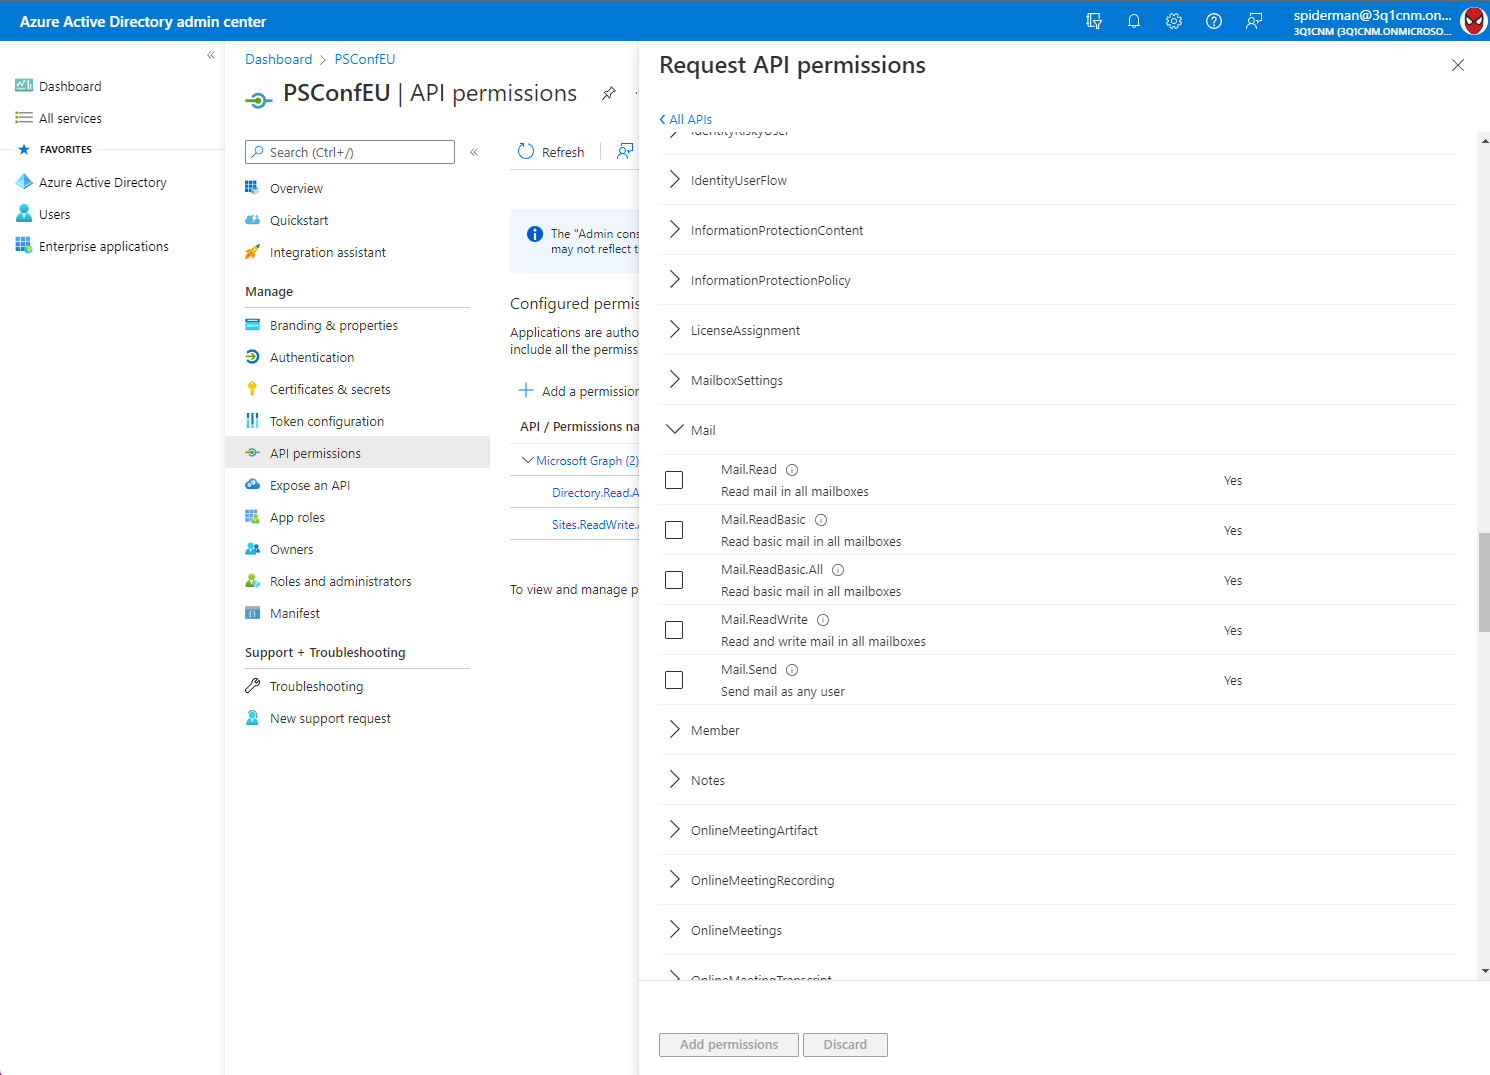 Azure Active Directory admin center
spiderman@3q1cnm.on...
3Q1CNM (3Q1CNM.ONMICROSO...
«
Dashboard
All services
FAVORITES
Azure Active Directory
Users
Enterprise applications
Dashboard > PSConfEU
PSConfEU | API permissions
Search (Ctrl+/)
«
Overview
Quickstart
Integration assistant
Manage
Branding & properties
Authentication
Certificates & secrets
Token configuration
API permissions
Expose an API
App roles
Owners
Roles and administrators
Manifest
Support + Troubleshooting
Troubleshooting
New support request
Refresh
The "Admin cons
may not reflect t
Configured permis
Applications are autho
include all the permiss
Add a permission
API / Permissions na
Microsoft Graph (2)
Directory.Read.A
Sites.ReadWrite.
To view and manage p
Request API permissions
All APIs
IdentityRiskyUser
IdentityUserFlow
InformationProtectionContent
InformationProtectionPolicy
LicenseAssignment
MailboxSettings
Mail
Mail.Read
Read mail in all mailboxes
Yes
Mail.ReadBasic
Read basic mail in all mailboxes
Yes
Mail.ReadBasic.All
Read basic mail in all mailboxes
Yes
Mail.ReadWrite
Read and write mail in all mailboxes
Yes
Mail.Send
Send mail as any user
Yes
Member
Notes
OnlineMeetingArtifact
OnlineMeetingRecording
OnlineMeetings
OnlineMeetingTranscript
Add permissions
Discard